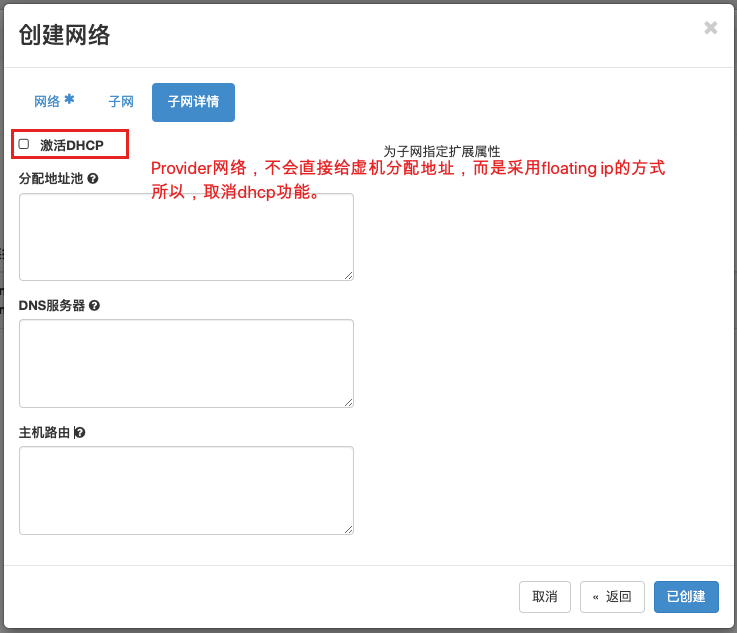 创建网络
×
网络 *
子网
子网详情
激活DHCP
为子网指定扩展属性
Provider网络，不会直接给虚机分配地址，而是采用floating ip的方式
所以，取消dhcp功能。
分配地址池
DNS服务器
主机路由
取消
« 返回
已创建